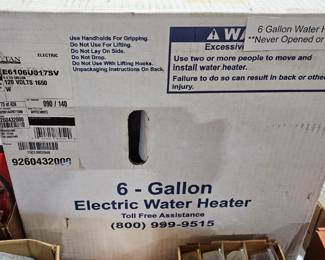 TAN
ELECTRIC
E6106U017SV
120 VOLTS 1650
W
090 / 140
9260432000
Use Handholds For Gripping.
Do Not Use For Lifting.
Do Not Lay On Side.
Do Not Drop.
Do Not Use With Lifting Hooks.
Unpackaging Instructions On Back.
WA
Excessiv
Use two or more people to move and
install water heater.
Failure to do so can result in back or other
injury.
6 Gallon Water H
**Never Opened or
6 - Gallon
Electric Water Heater
Toll Free Assistance
(800) 999-9515